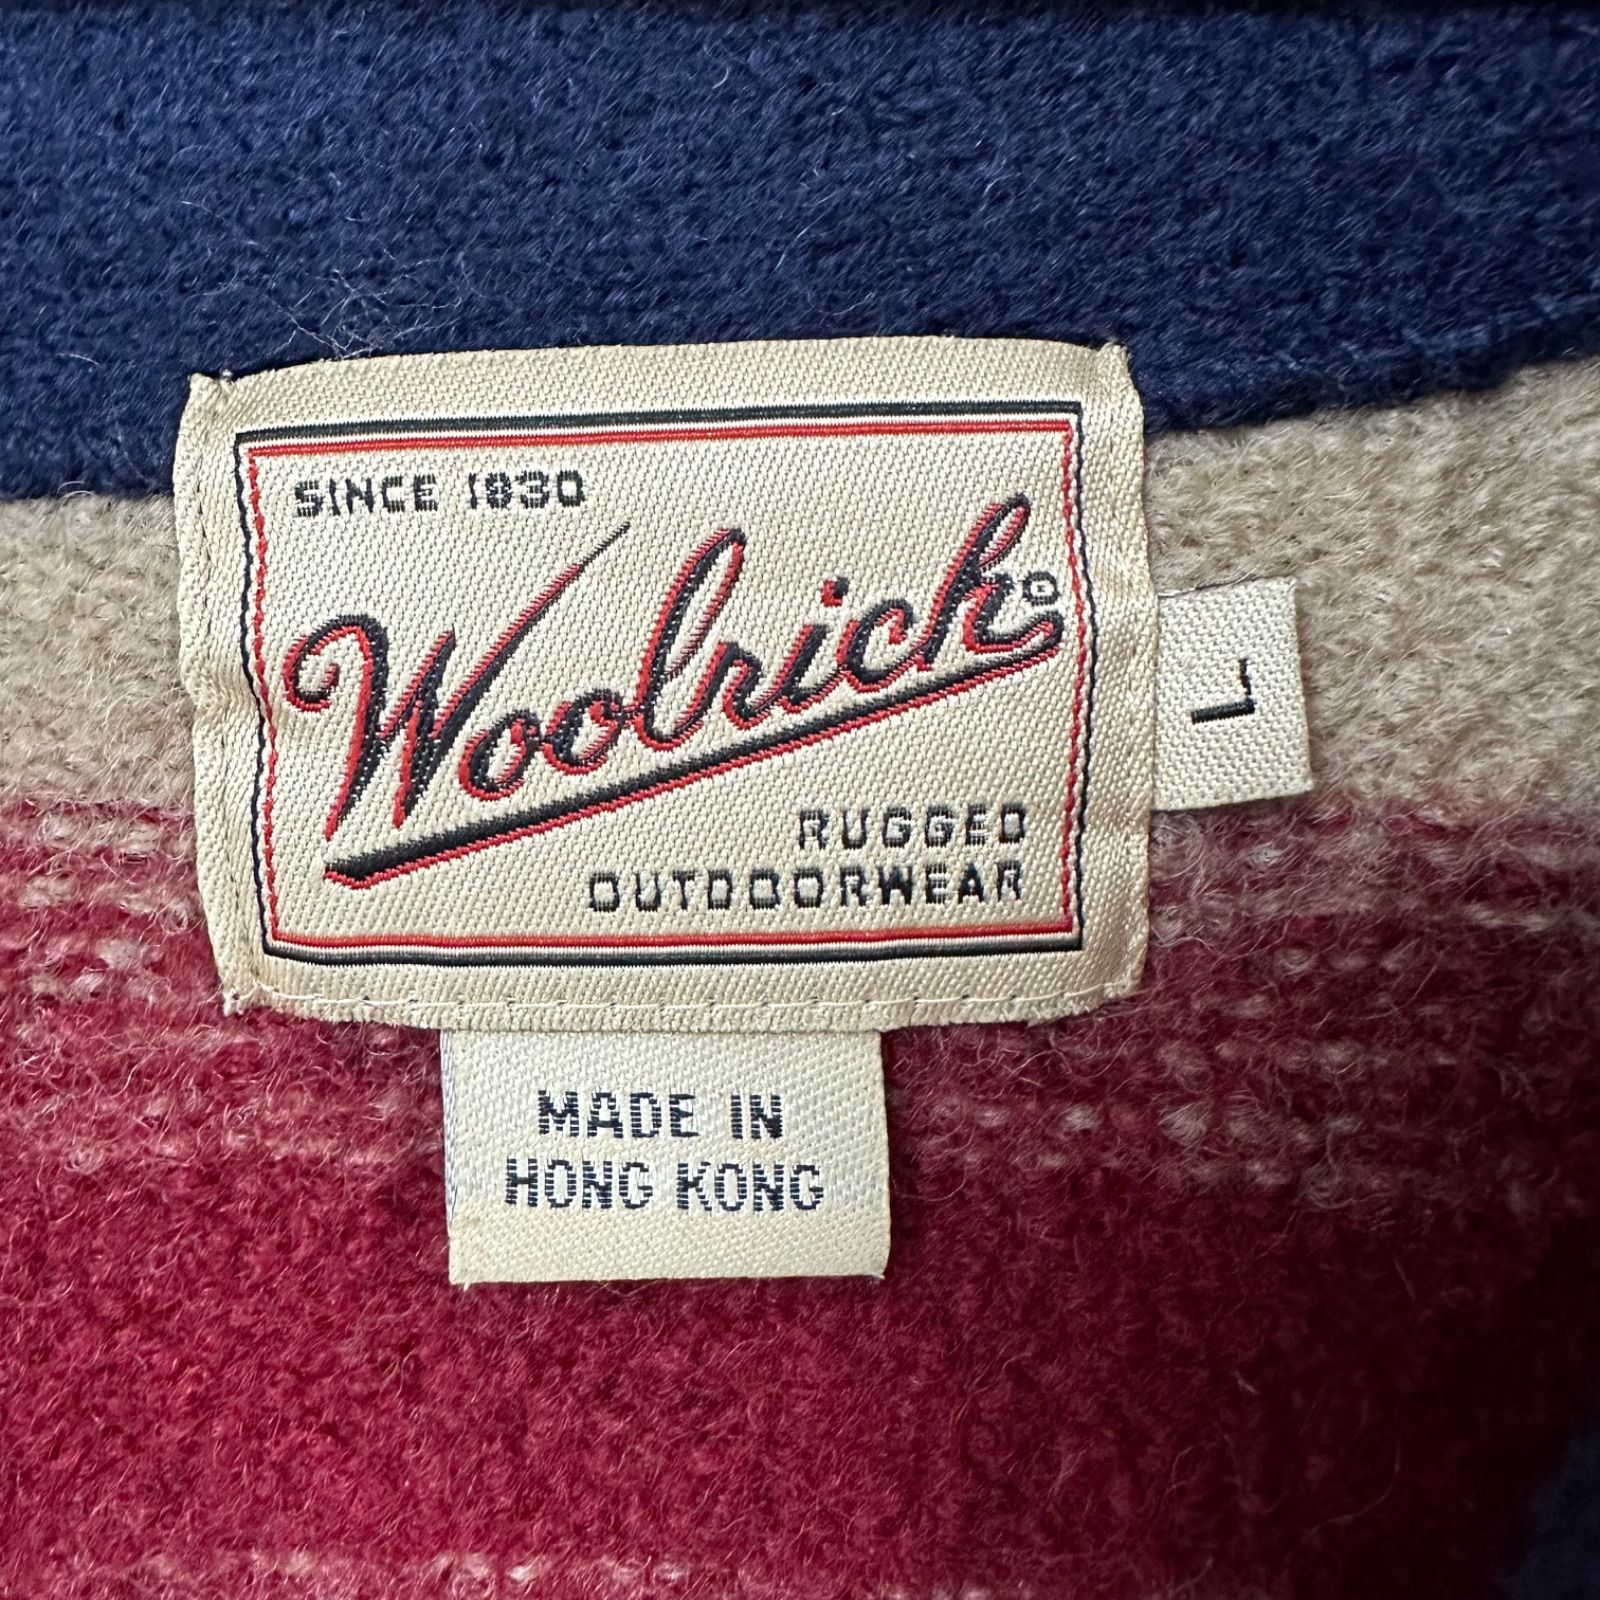 SINCE 1830
Woolrich®
L
RUGGED
OUTDOORWEAR
MADE IN
HONG KONG